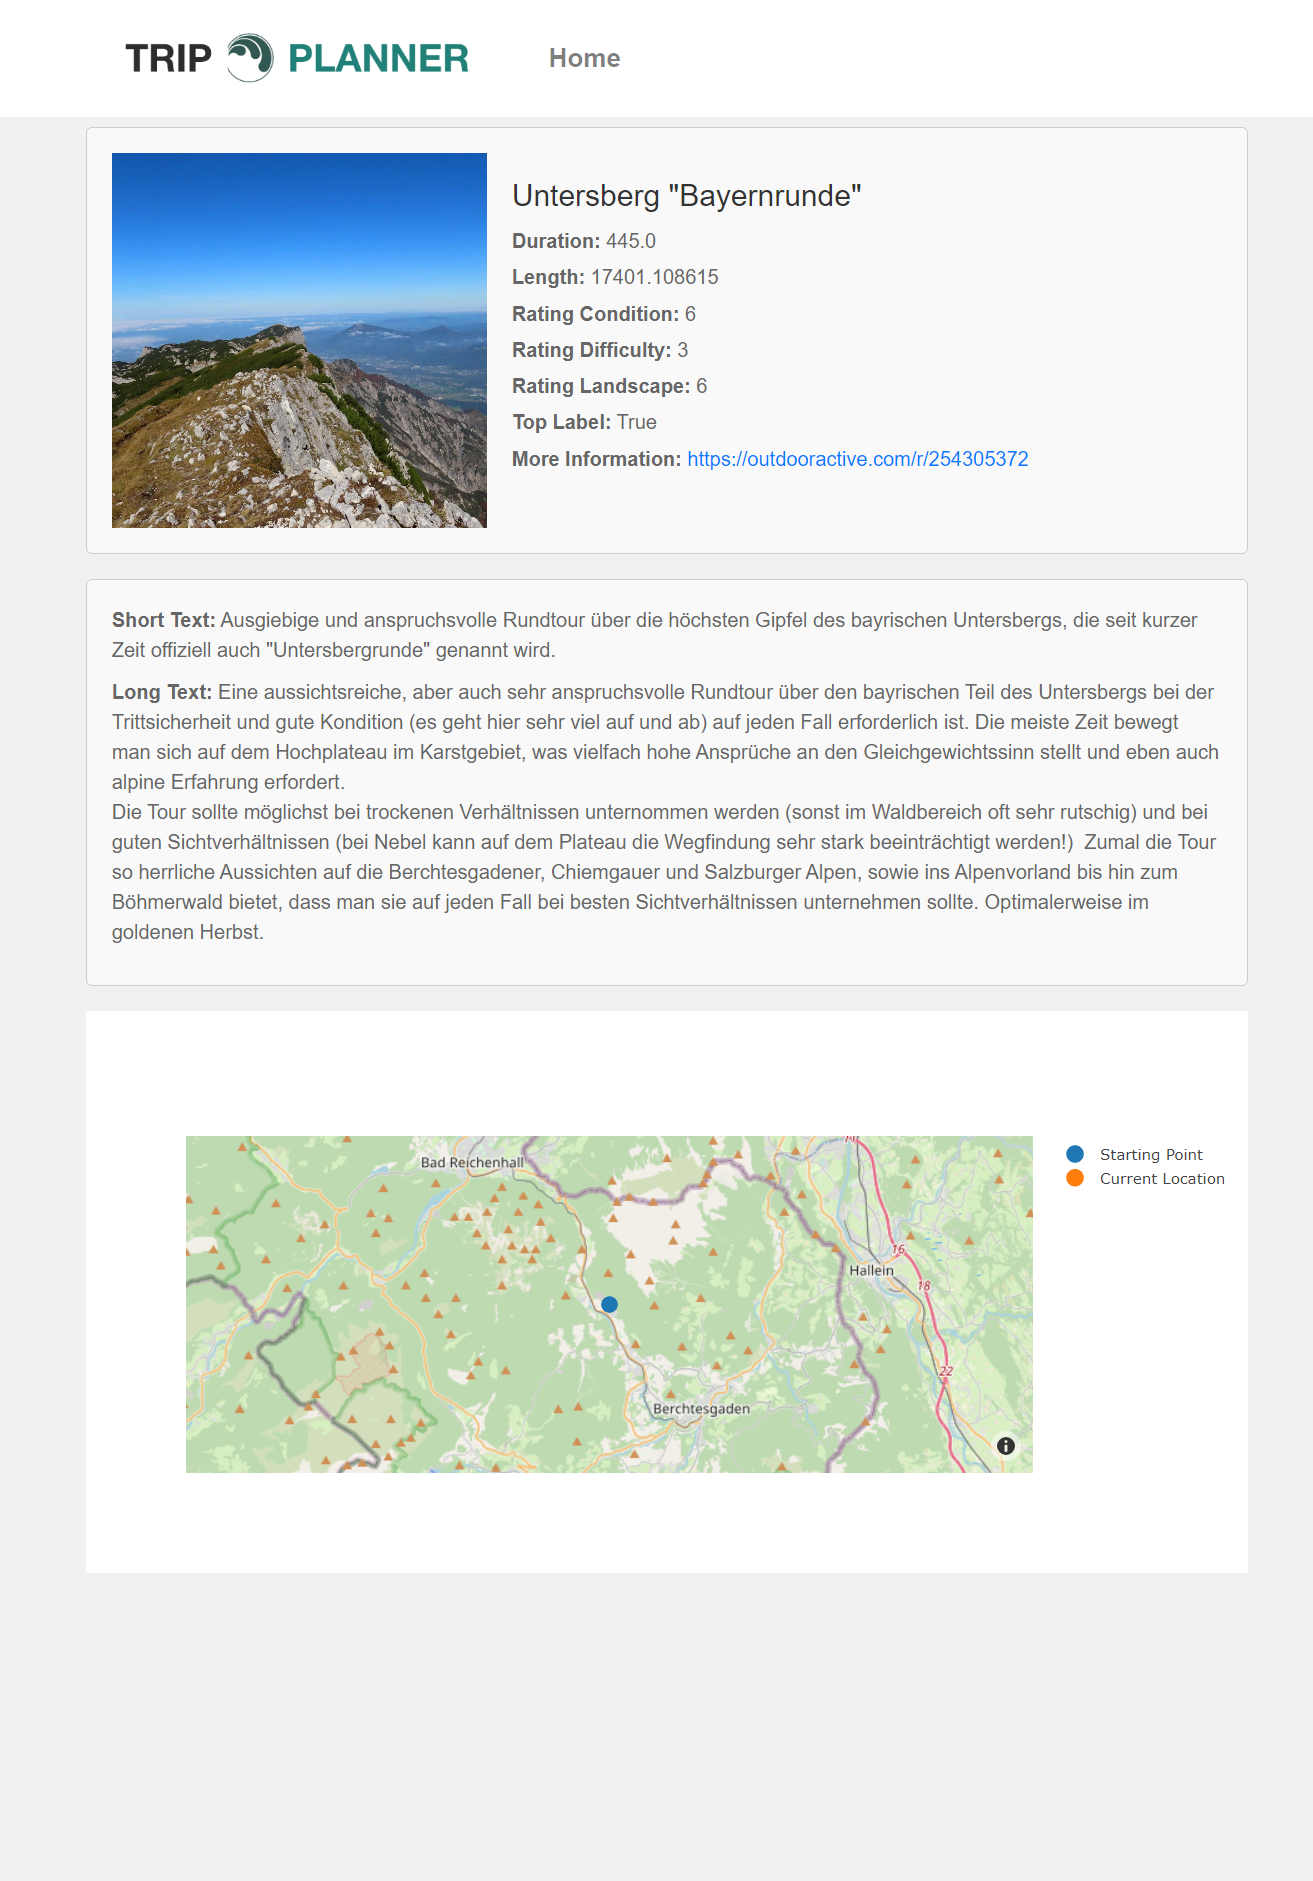 TRIP PLANNER
Home
Untersberg "Bayernrunde"
Duration: 445.0
Length: 17401.108615
Rating Condition: 6
Rating Difficulty: 3
Rating Landscape: 6
Top Label: True
More Information: https://outdooractive.com/r/254305372
Short Text: Ausgiebige und anspruchsvolle Rundtour über die höchsten Gipfel des bayrischen Untersbergs, die seit kurzer
Zeit offiziell auch "Untersbergrunde" genannt wird.
Long Text: Eine aussichtsreiche, aber auch sehr anspruchsvolle Rundtour über den bayrischen Teil des Untersbergs bei der
Trittsicherheit und gute Kondition (es geht hier sehr viel auf und ab) auf jeden Fall erforderlich ist. Die meiste Zeit bewegt
man sich auf dem Hochplateau im Karstgebiet, was vielfach hohe Ansprüche an den Gleichgewichtssinn stellt und eben auch
alpine Erfahrung erfordert.
Die Tour sollte möglichst bei trockenen Verhältnissen unternommen werden (sonst im Waldbereich oft sehr rutschig) und bei
guten Sichtverhältnissen (bei Nebel kann auf dem Plateau die Wegfindung sehr stark beeinträchtigt werden!)  Zumal die Tour
so herrliche Aussichten auf die Berchtesgadener, Chiemgauer und Salzburger Alpen, sowie ins Alpenvorland bis hin zum
Böhmerwald bietet, dass man sie auf jeden Fall bei besten Sichtverhältnissen unternehmen sollte. Optimalerweise im
goldenen Herbst.
Starting Point
Current Location
Bad Reichenhall
16
Hallein
18
22
Berchtesgaden